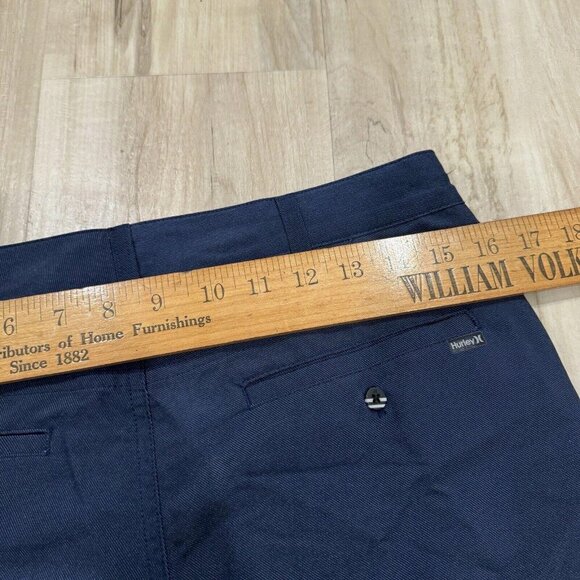 6 7 8 9 10 11 12 13 14 15 16 17 18
tributors of Home Furnishings
Since 1882
WILLIAM VOLK
Hurley